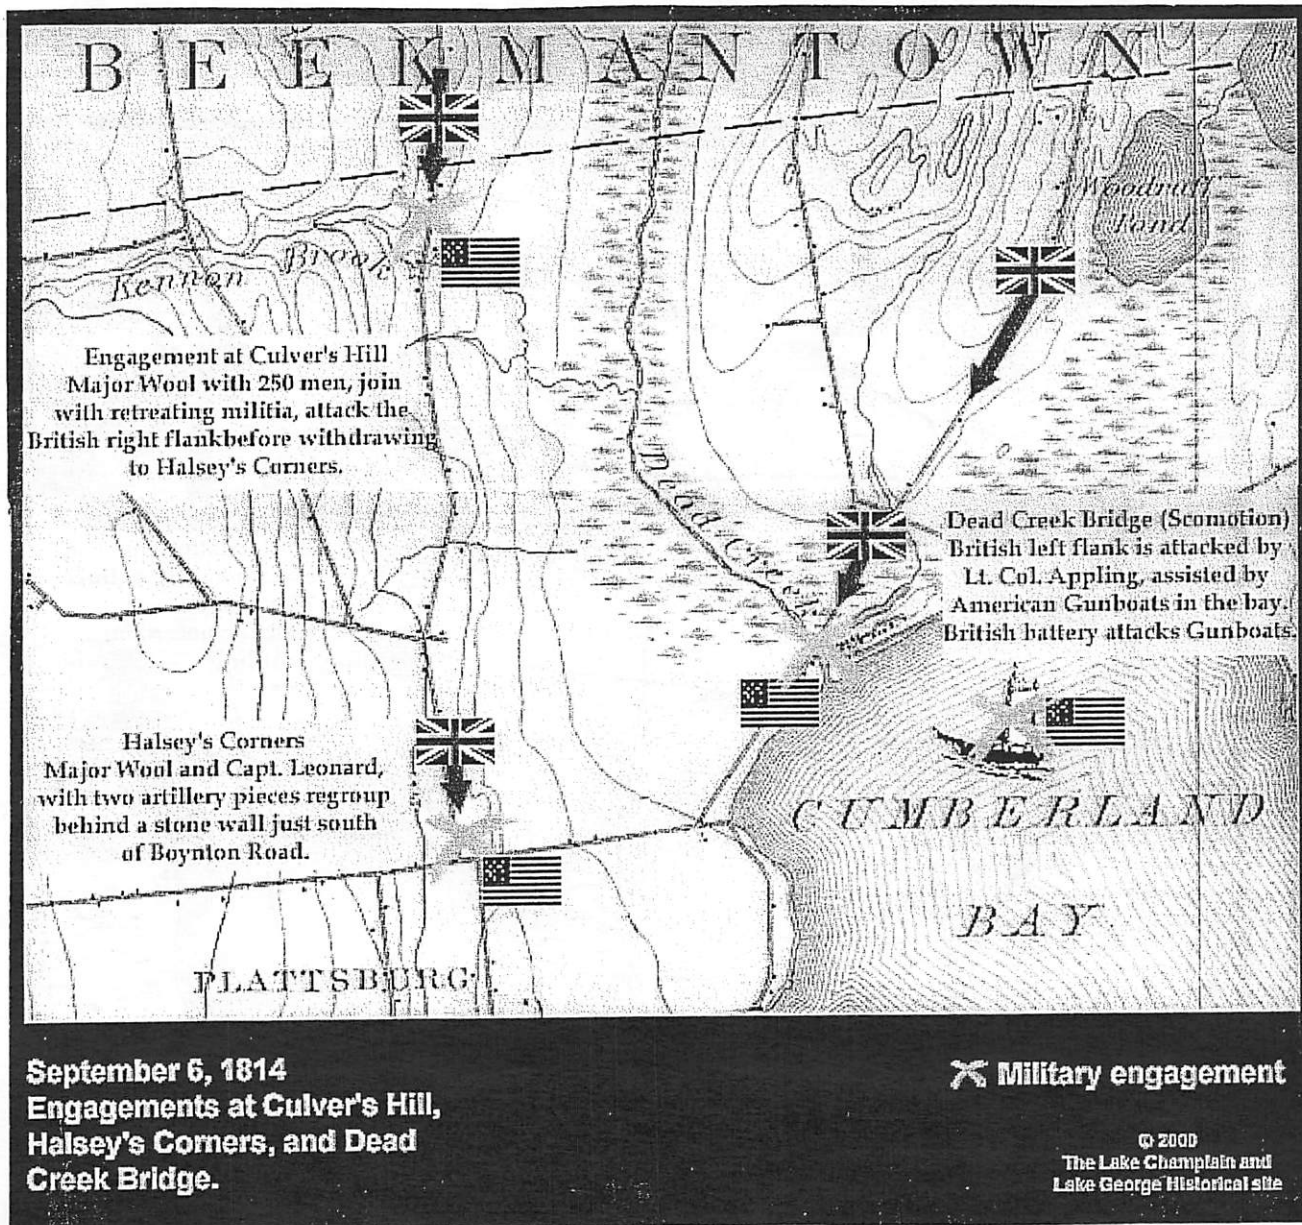 BEEKMANTOWN
Woodruff
Pond
Kennon Brook
Engagement at Culver's Hill
Major Wool with 250 men, join
with retreating militia, attack the
British right flankbefore withdrawing
to Halsey's Corners.
Dead Creek
Dead Creek Bridge (Scomotion)
British left flank is attacked by
Lt. Col. Appling, assisted by
American Gunboats in the bay.
British battery attacks Gunboats.
Halsey's Corners
Major Wool and Capt. Leonard,
with two artillery pieces regroup
behind a stone wall just south
of Boynton Road.
CUMBERLAND
BAY
PLATTSBURG
September 6, 1814
Engagements at Culver's Hill,
Halsey's Corners, and Dead
Creek Bridge.
Military engagement
© 2000
The Lake Champlain and
Lake George Historical site